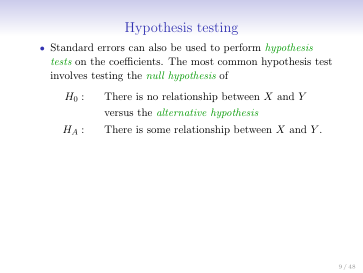 Hypothesis testing
• Standard errors can also be used to perform hypothesis
tests on the coefficients. The most common hypothesis test
involves testing the null hypothesis of
H₀ : There is no relationship between X and Y
versus the alternative hypothesis
H_A : There is some relationship between X and Y.
9 / 48